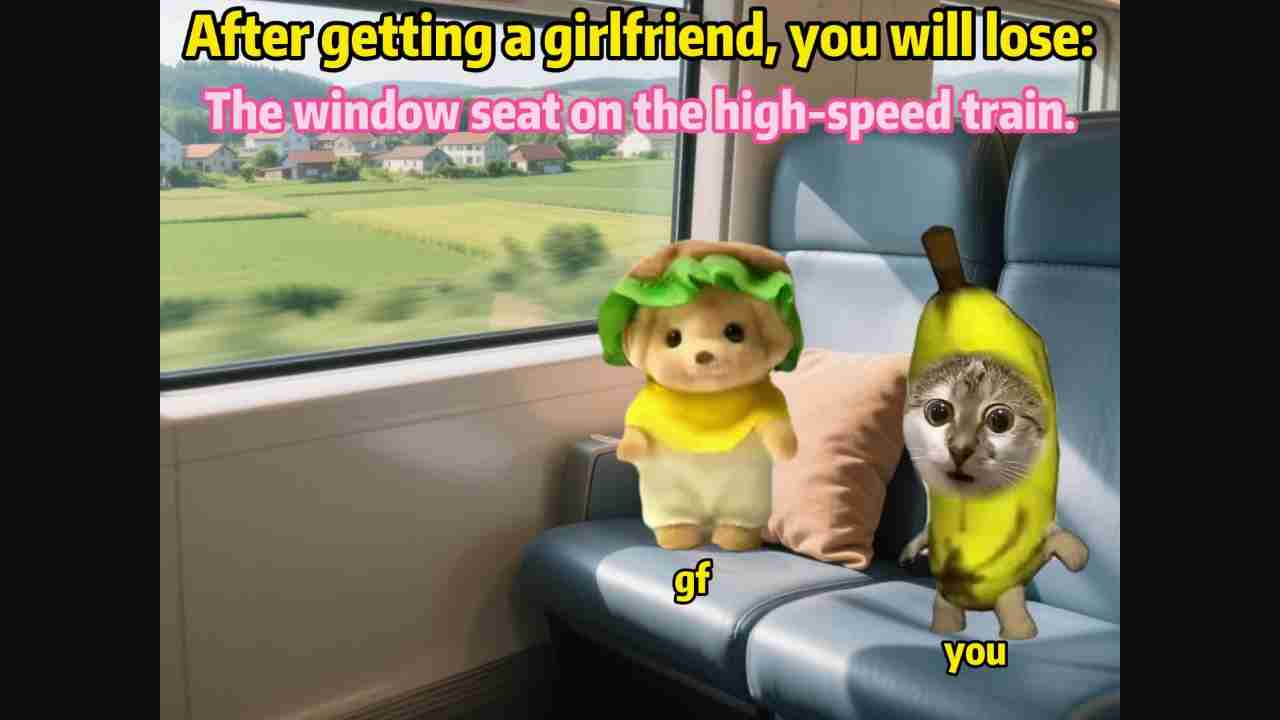 After getting a girlfriend, you will lose:
The window seat on the high-speed train.
gf
you